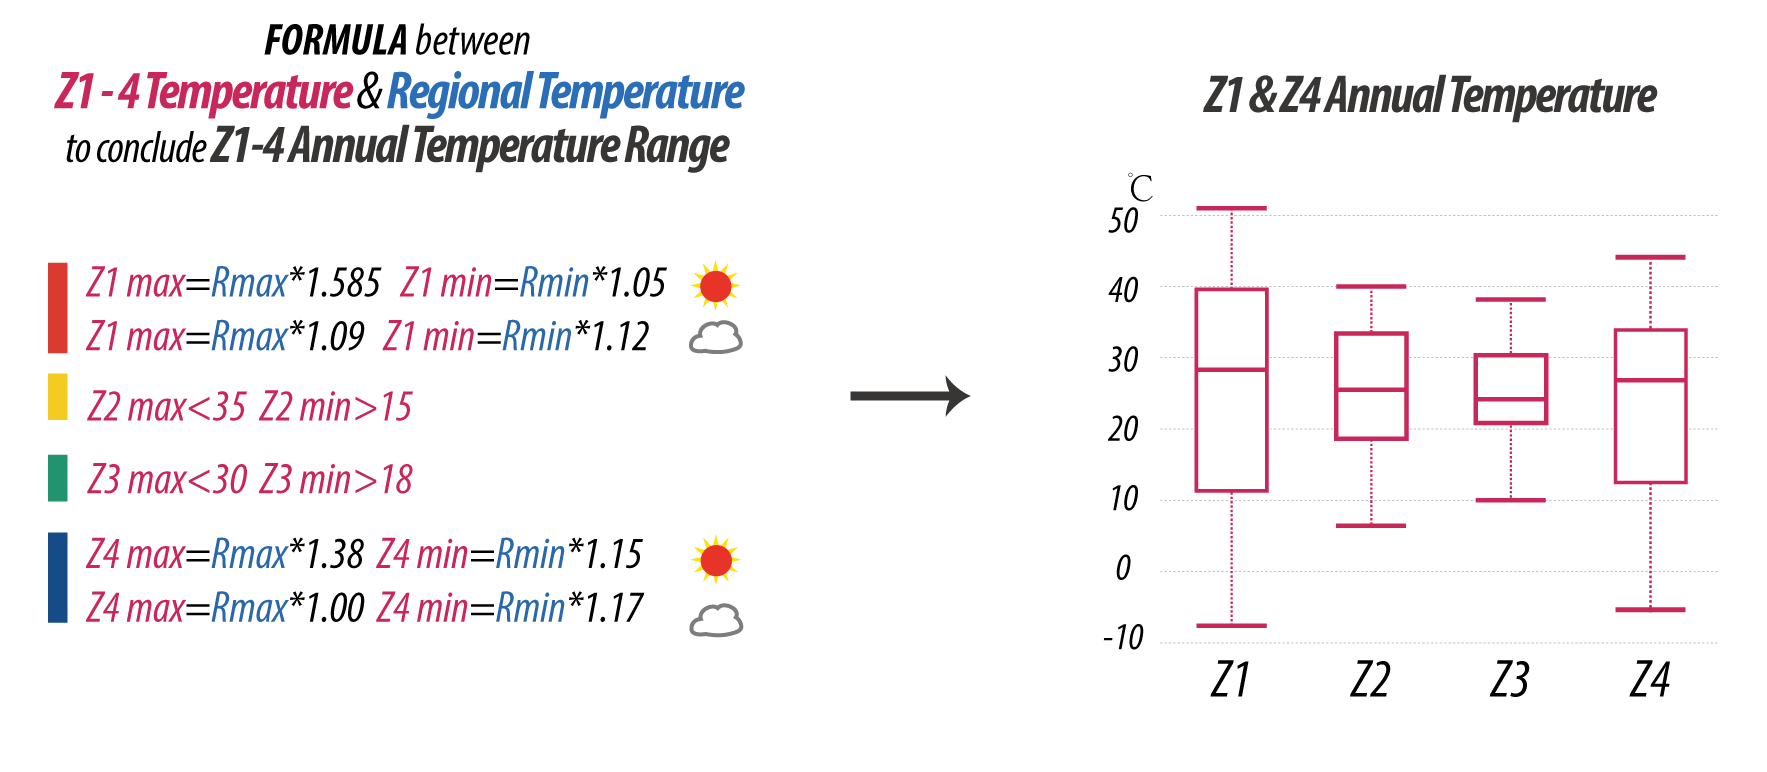 FORMULA between
Z1 - 4 Temperature & Regional Temperature
to conclude Z1-4 Annual Temperature Range
Z1 max=Rmax*1.585 Z1 min=Rmin*1.05
Z1 max=Rmax*1.09 Z1 min=Rmin*1.12
Z2 max<35 Z2 min>15
Z3 max<30 Z3 min>18
Z4 max=Rmax*1.38 Z4 min=Rmin*1.15
Z4 max=Rmax*1.00 Z4 min=Rmin*1.17
Z1 & Z4 Annual Temperature
℃
50
40
30
20
10
0
-10
Z1 Z2 Z3 Z4